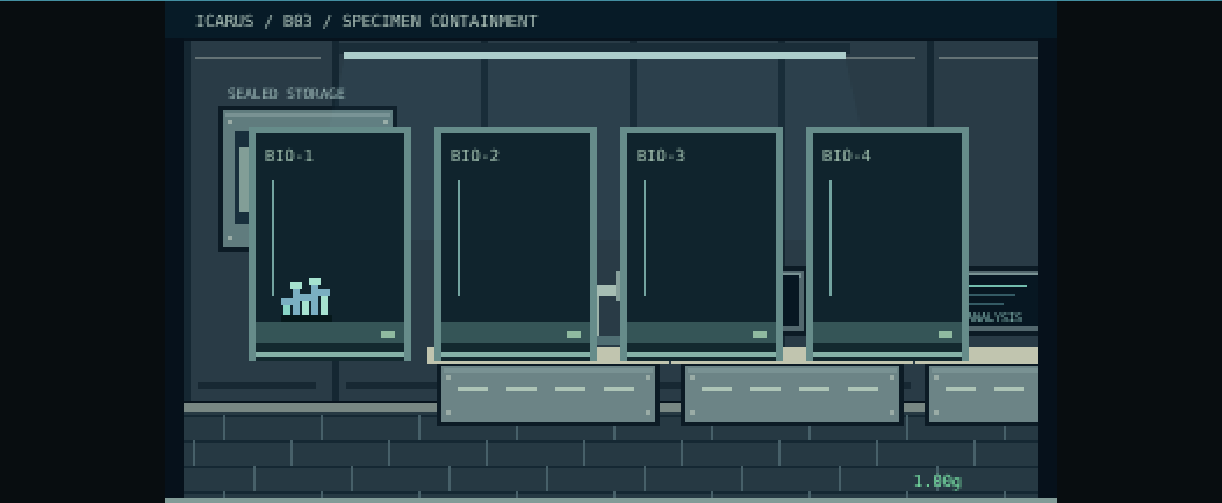 ICARUS / B03 / SPECIMEN CONTAINMENT
SEALED STORAGE
BIO-1
BIO-2
BIO-3
BIO-4
ANALYSIS
1.00g